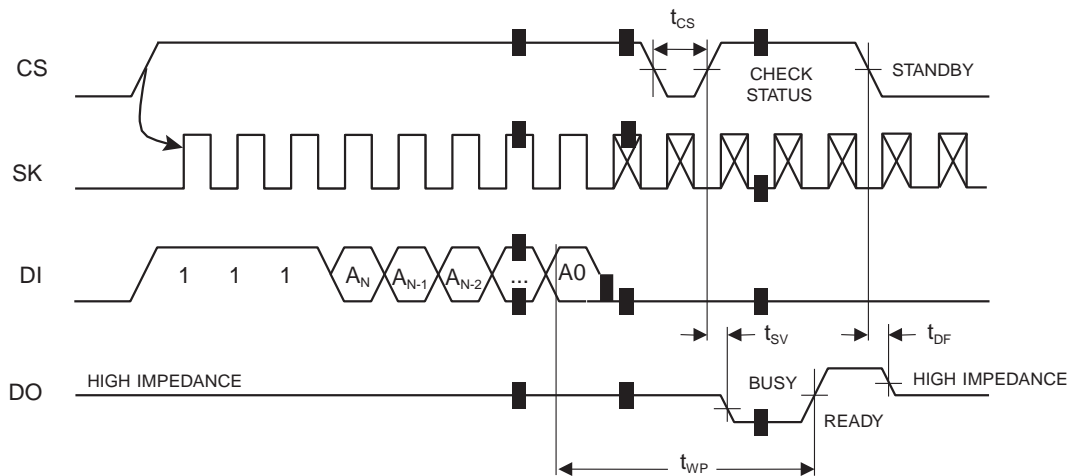 t_CS
CS
CHECK
STATUS
STANDBY
SK
DI
1 1 1 A_N A_N-1 A_N-2 ... A0
t_SV
t_DF
DO
HIGH IMPEDANCE
BUSY
READY
HIGH IMPEDANCE
t_WP